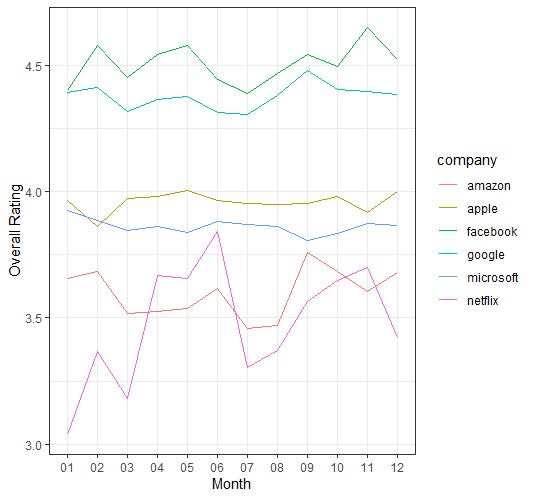 4.5
4.0
3.5
3.0
Overall Rating
01 02 03 04 05 06 07 08 09 10 11 12
Month
company
amazon
apple
facebook
google
microsoft
netflix